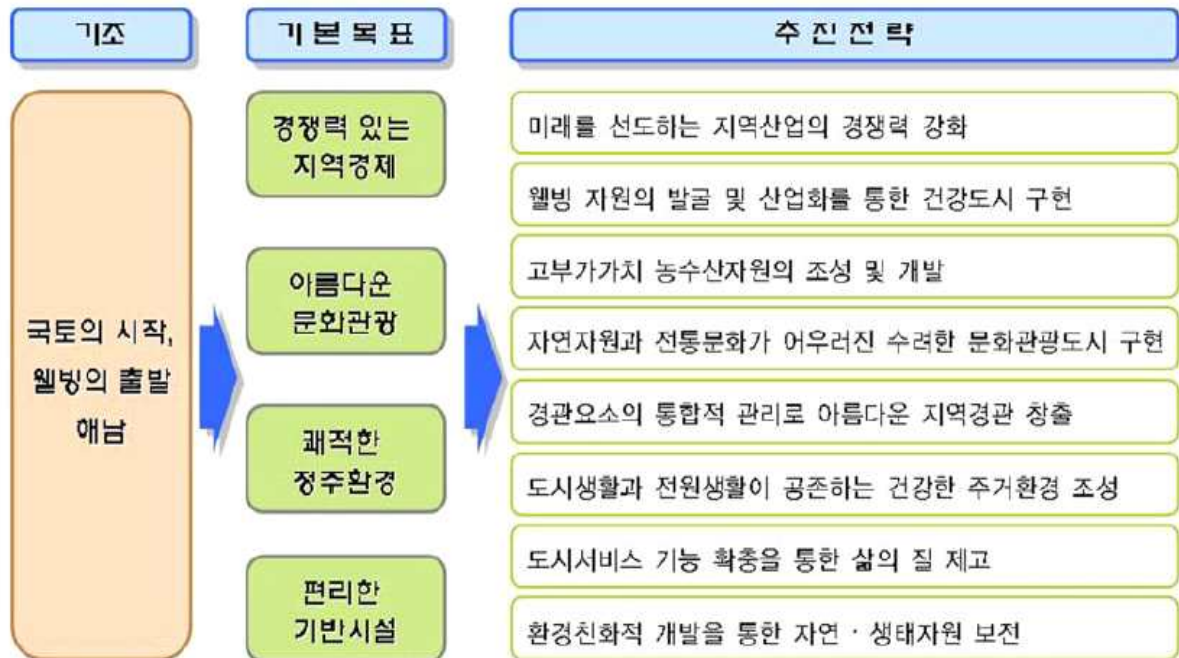 기조
기 본 목 표
추 진 전 략
국토의 시작,
웰빙의 출발
해남
경쟁력 있는
지역경제
아름다운
문화관광
쾌적한
정주환경
편리한
기반시설
미래를 선도하는 지역산업의 경쟁력 강화
웰빙 자원의 발굴 및 산업화를 통한 건강도시 구현
고부가가치 농수산자원의 조성 및 개발
자연자원과 전통문화가 어우러진 수려한 문화관광도시 구현
경관요소의 통합적 관리로 아름다운 지역경관 창출
도시생활과 전원생활이 공존하는 건강한 주거환경 조성
도시서비스 기능 확충을 통한 삶의 질 제고
환경친화적 개발을 통한 자연 · 생태자원 보전